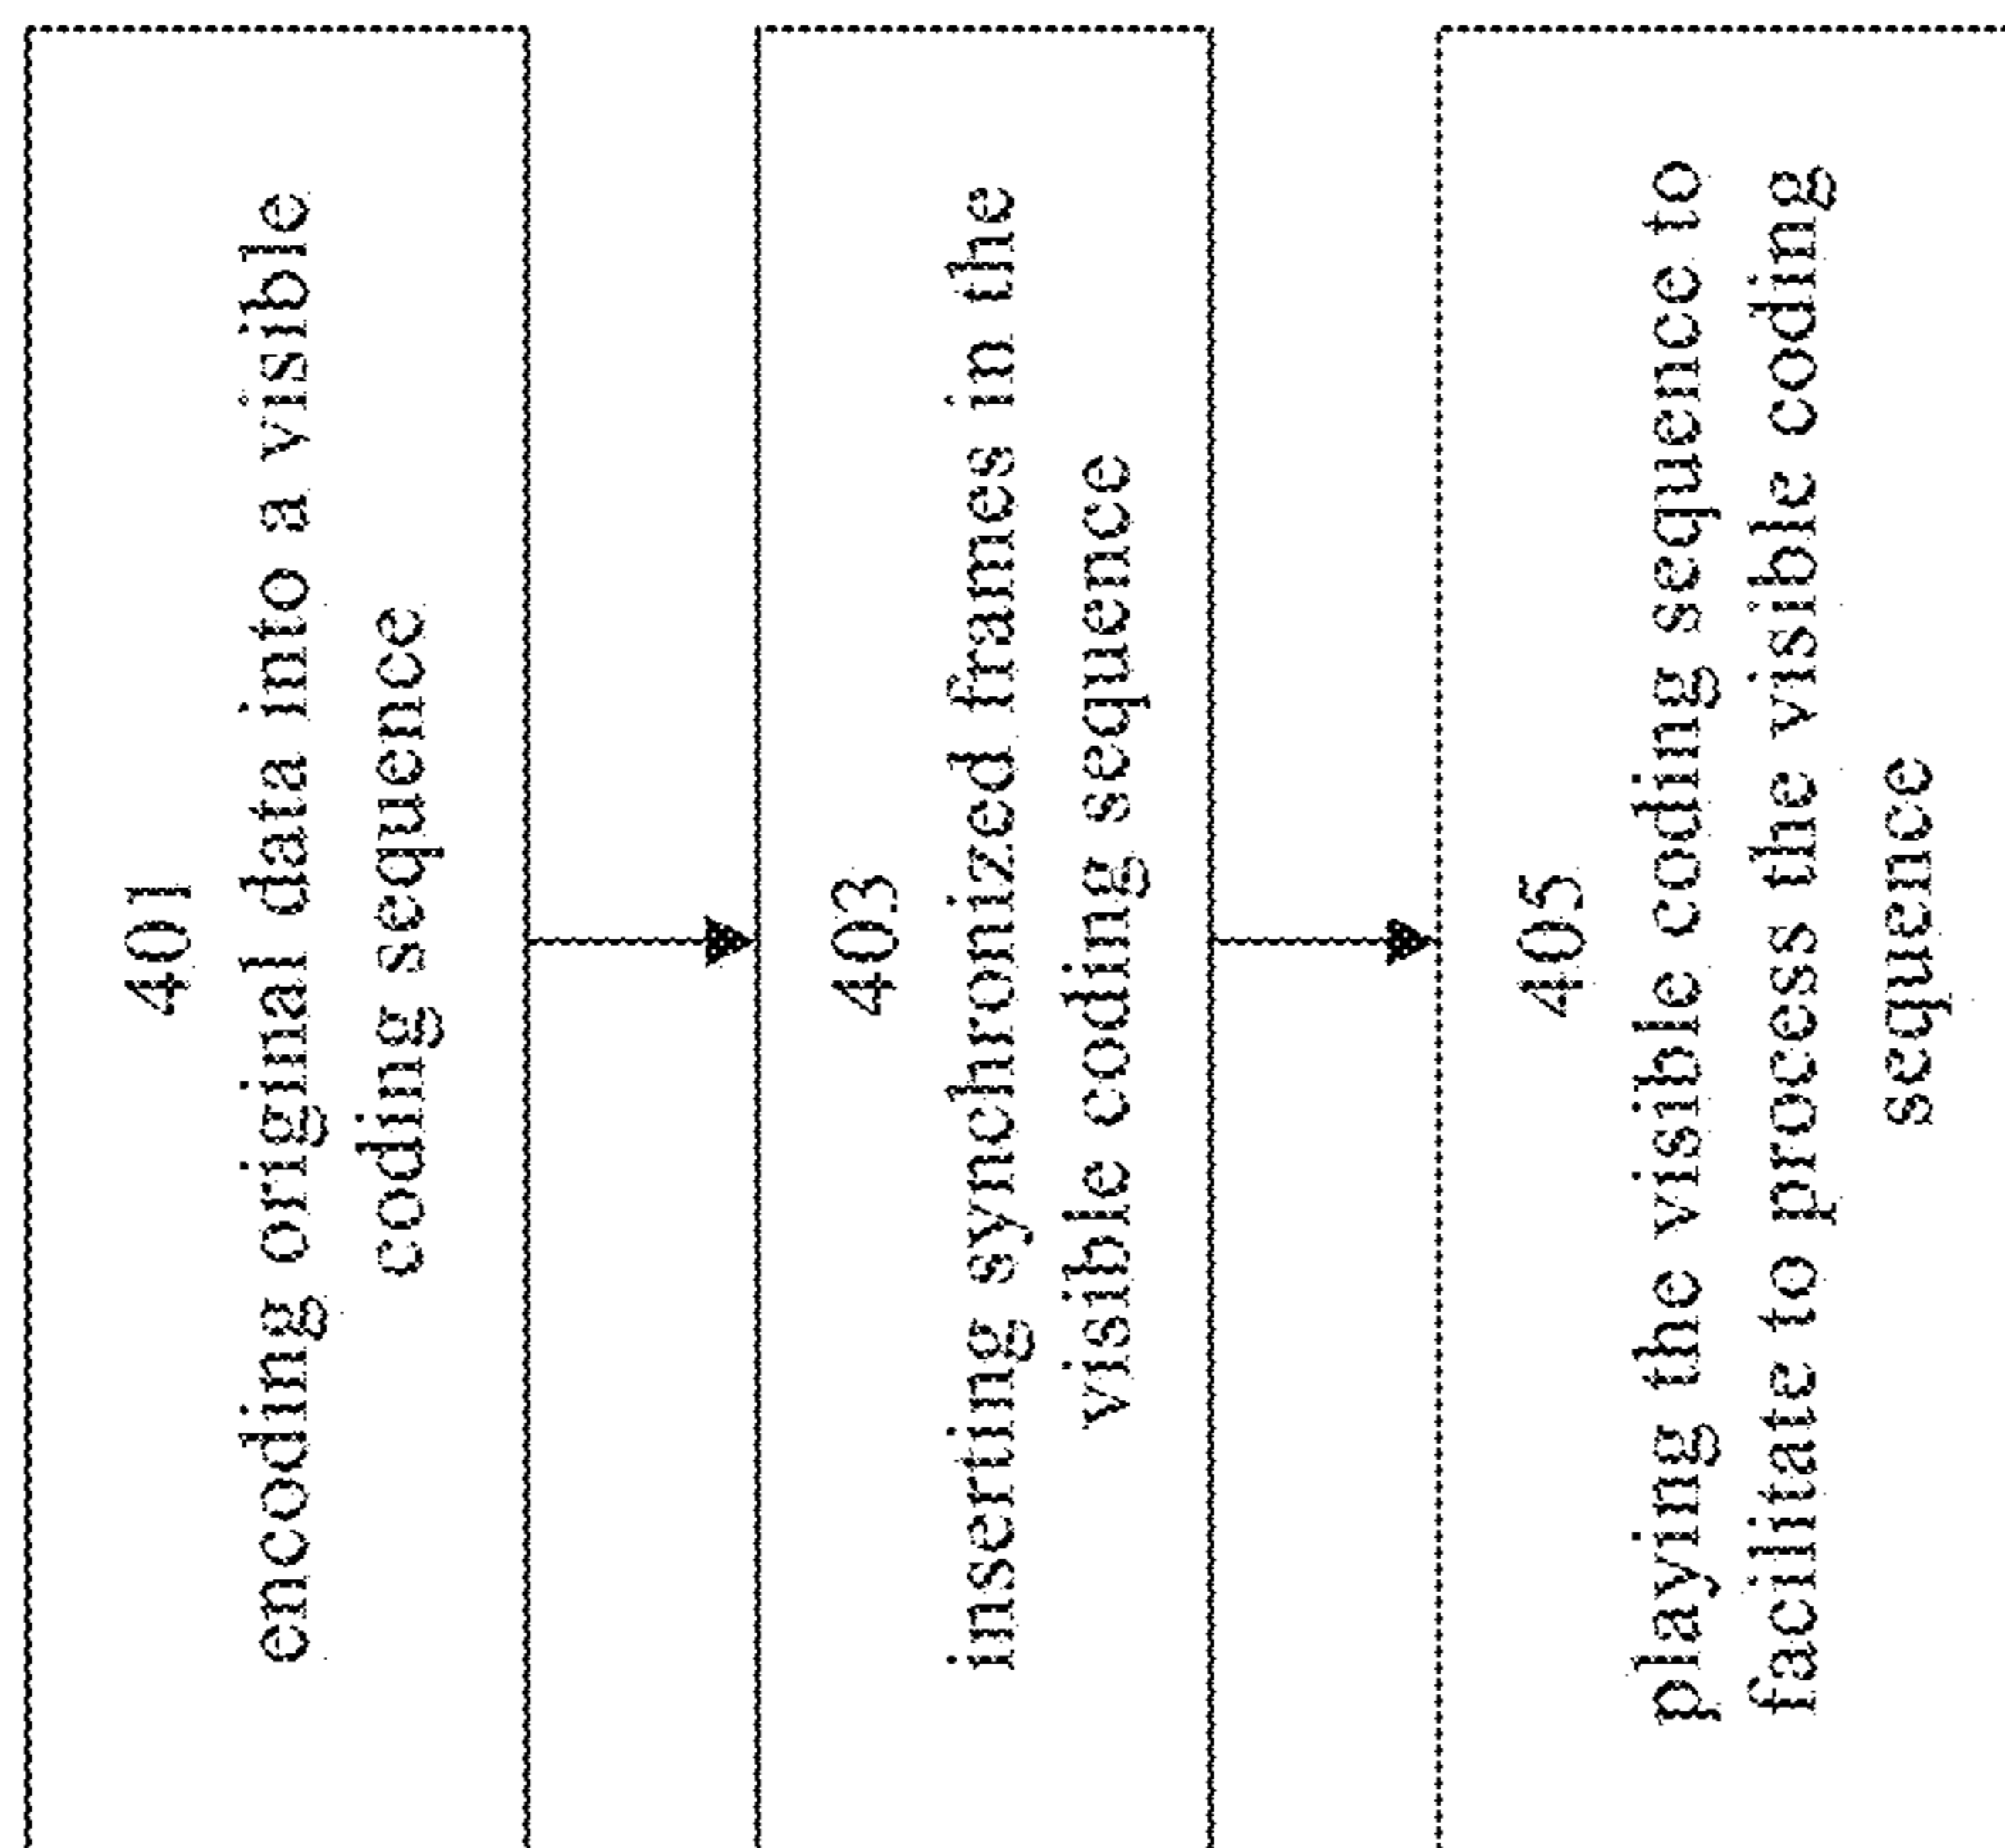 401
encoding original data into a visible
coding sequence
403
inserting synchronized frames in the
visible coding sequence
405
playing the visible coding sequence to
facilitate to process the visible coding
sequence